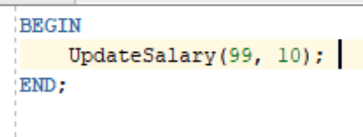 BEGIN
UpdateSalary(99, 10);
END;